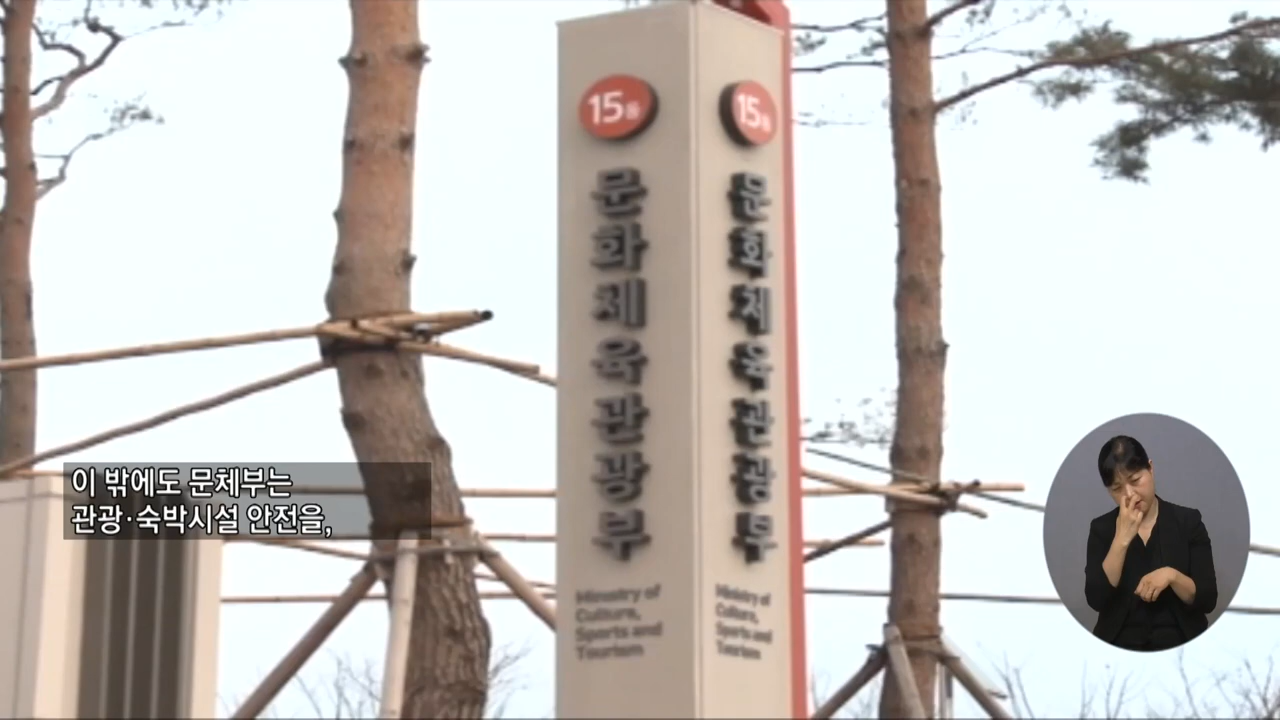 15동
문화체육관광부
Ministry of
Culture,
Sports and
Tourism
15동
문화체육관광부
Ministry of
Culture,
Sports and
Tourism
이 밖에도 문체부는
관광·숙박시설 안전을,